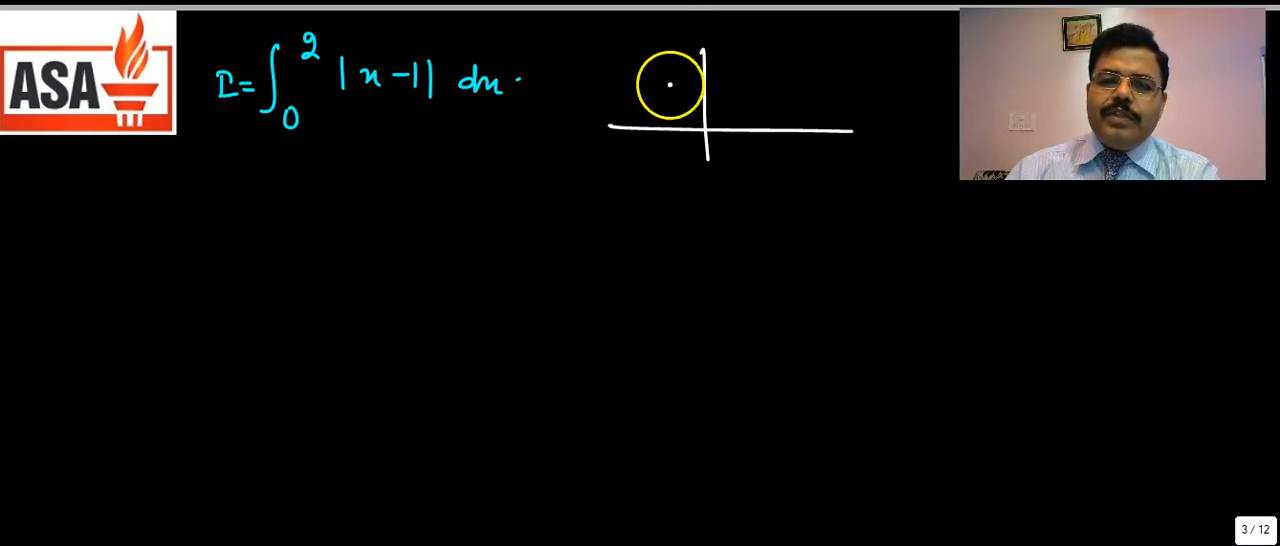 ASA
I = ∫₀² |x - 1| dx.
3 / 12